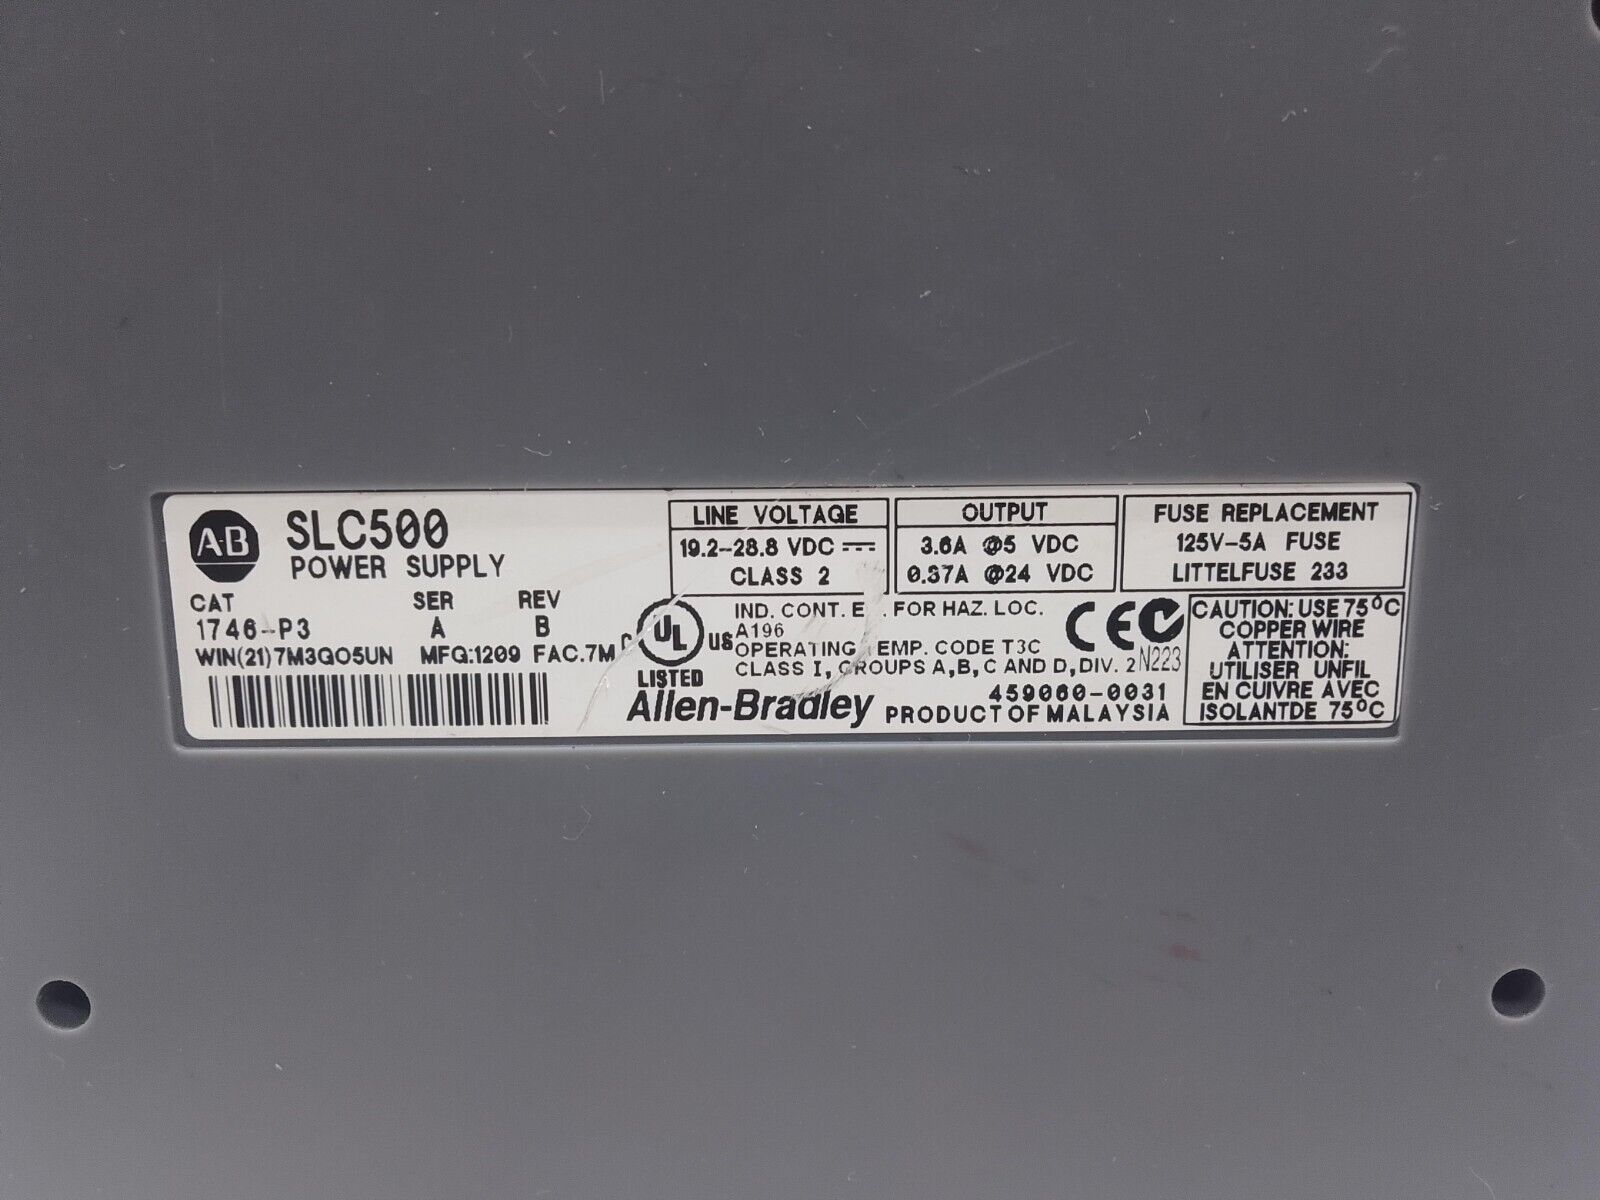 A-B
SLC500
POWER SUPPLY
CAT SER REV
1746-P3 A B
WIN(21)7M3GO5UN MFG:1209 FAC.7M
LINE VOLTAGE
19.2-28.8 VDC
CLASS 2
OUTPUT
3.6A @5 VDC
0.37A @24 VDC
FUSE REPLACEMENT
125V-5A FUSE
LITTELFUSE 233
C UL US
LISTED
IND. CONT. E . FOR HAZ. LOC.
A196
OPERATING EMP. CODE T3C
CLASS I, GROUPS A, B, C AND D, DIV. 2
CE
N223
Allen-Bradley
459060-0031
PRODUCT OF MALAYSIA
CAUTION: USE 75°C
COPPER WIRE
ATTENTION:
UTILISER UNFIL
EN CUIVRE AVEC
ISOLANTDE 75°C